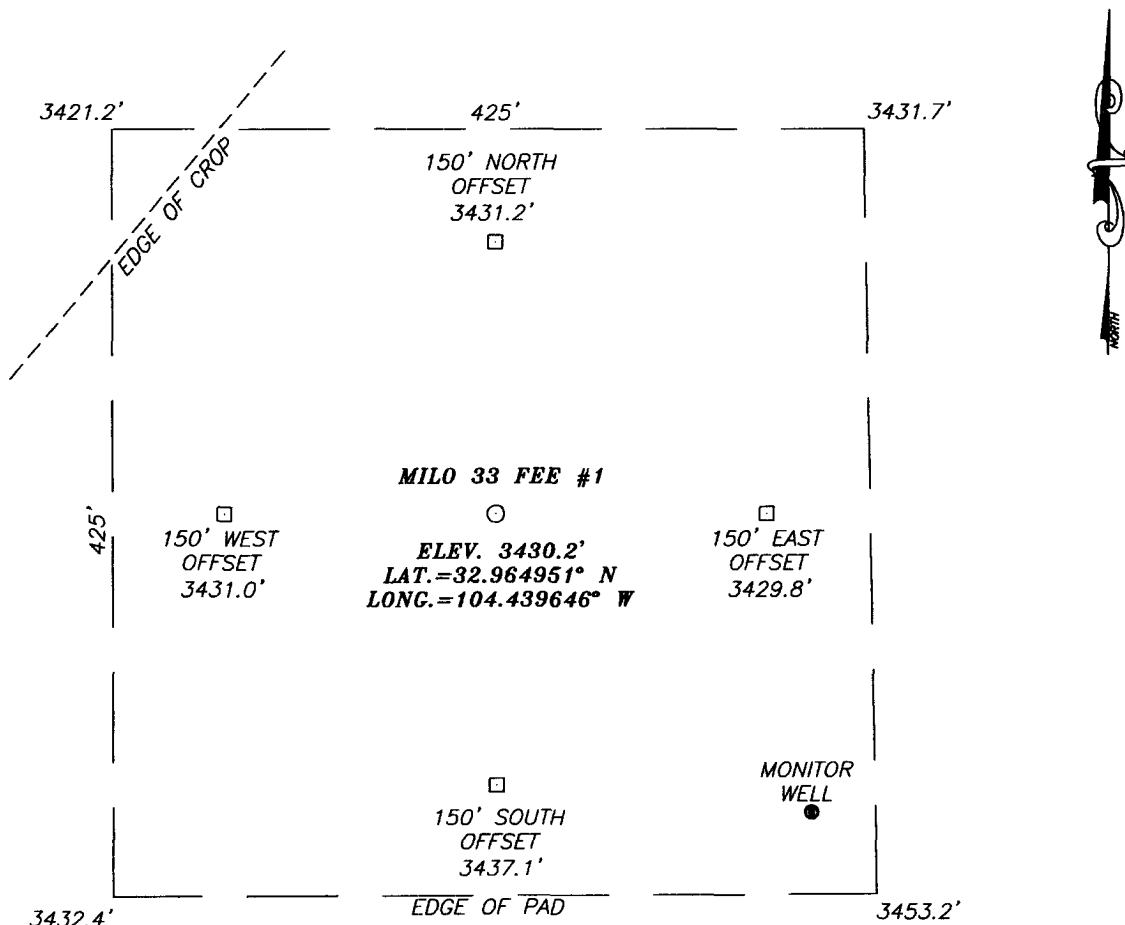 3421.2'
425'
3431.7'
150' NORTH
OFFSET
3431.2'
EDGE OF CROP
NORTH
MILO 33 FEE #1
425'
150' WEST
OFFSET
3431.0'
ELEV. 3430.2'
LAT.=32.964951° N
LONG.=104.439646° W
150' EAST
OFFSET
3429.8'
MONITOR
WELL
150' SOUTH
OFFSET
3437.1'
3432.4'
EDGE OF PAD
3453.2'